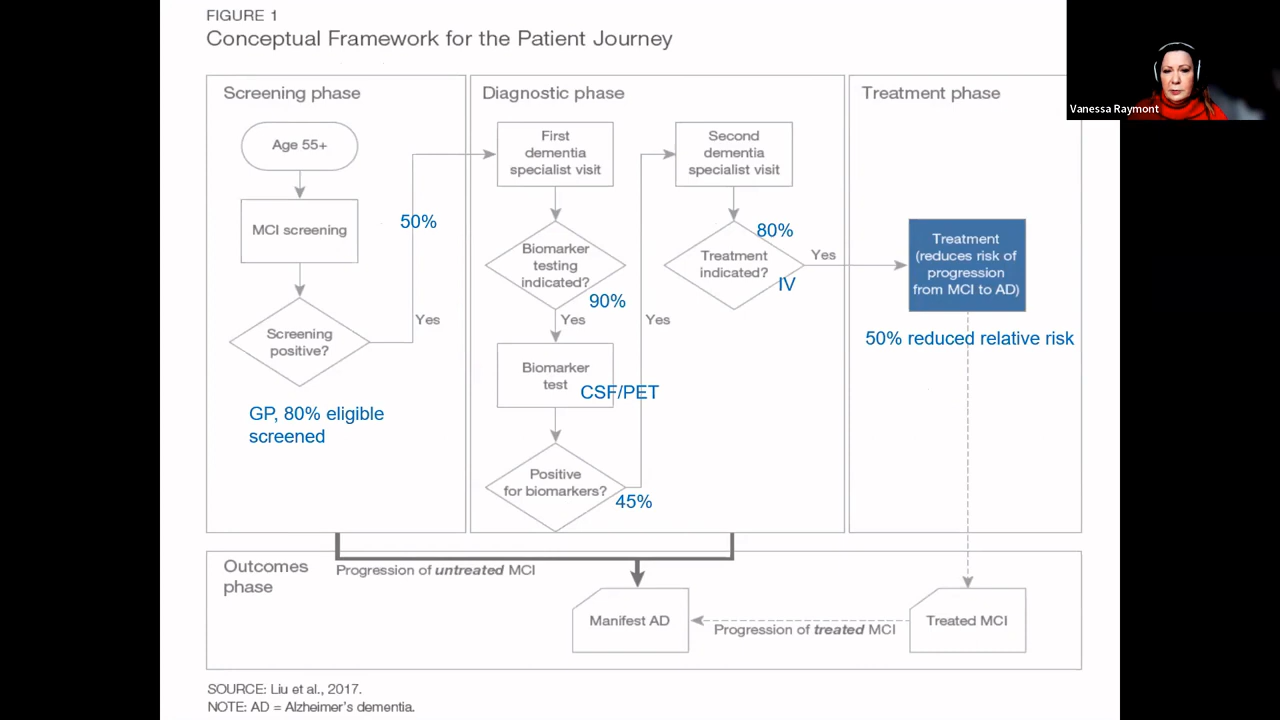 FIGURE 1
Conceptual Framework for the Patient Journey
Vanessa Raymont
Screening phase
Age 55+
MCI screening
Screening
positive?
Yes
50%
GP, 80% eligible
screened
Diagnostic phase
First
dementia
specialist visit
Biomarker
testing
indicated?
90%
Yes
Biomarker
test
CSF/PET
Positive
for biomarkers?
45%
Yes
Second
dementia
specialist visit
80%
Treatment
indicated?
IV
Yes
Treatment phase
Treatment
(reduces risk of
progression
from MCI to AD)
50% reduced relative risk
Outcomes
phase
Progression of untreated MCI
Manifest AD
Progression of treated MCI
Treated MCI
SOURCE: Liu et al., 2017.
NOTE: AD = Alzheimer's dementia.